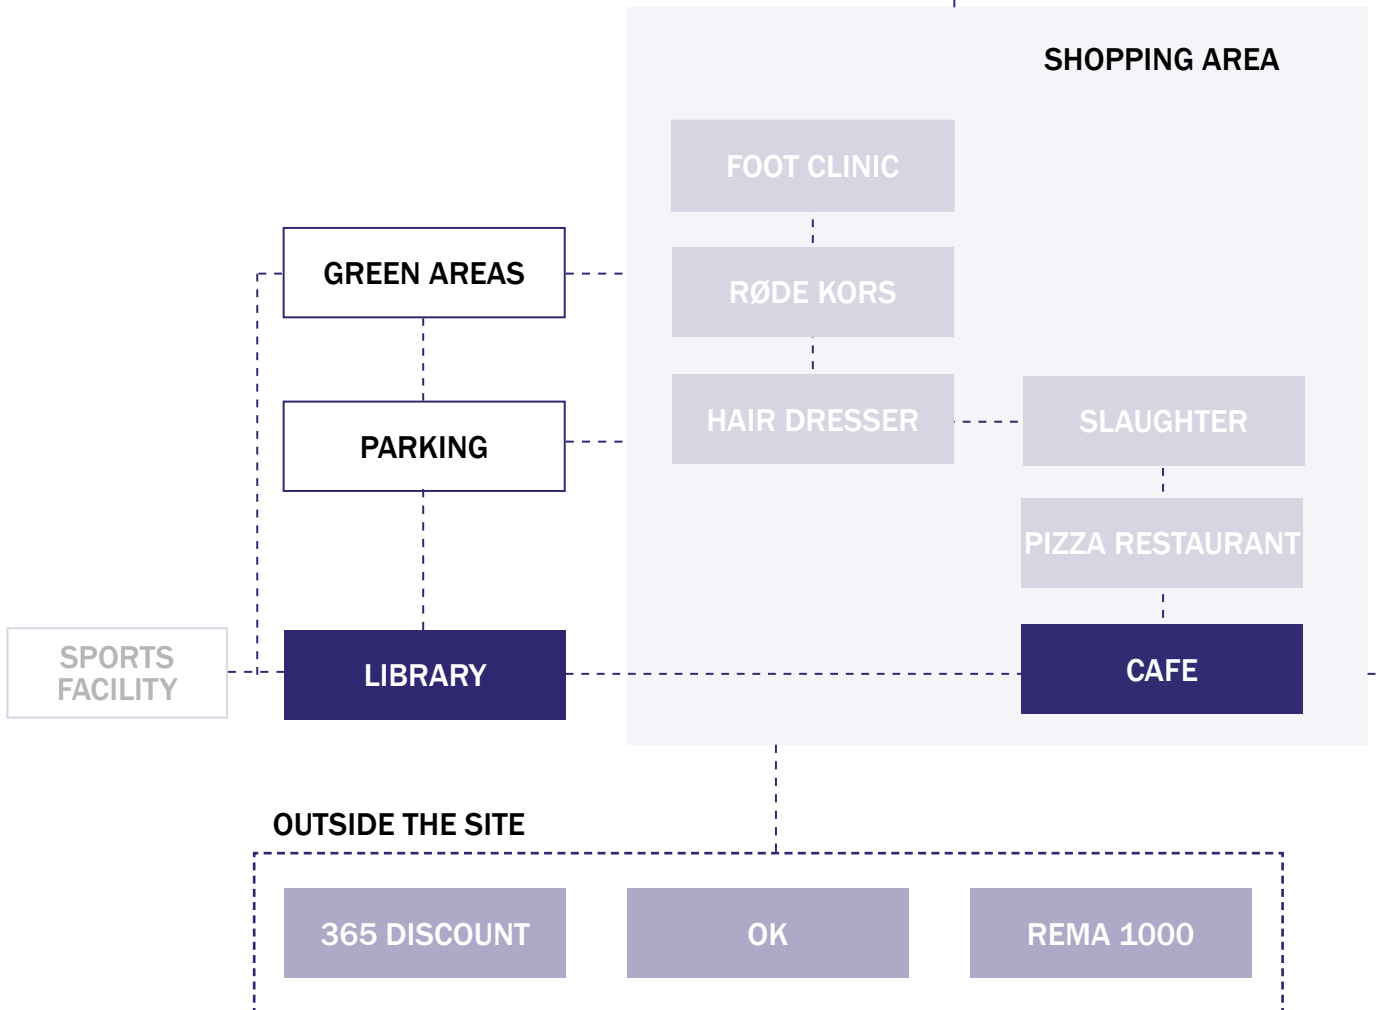 SHOPPING AREA
FOOT CLINIC
GREEN AREAS
RØDE KORS
HAIR DRESSER
SLAUGHTER
PARKING
PIZZA RESTAURANT
SPORTS
FACILITY
LIBRARY
CAFE
OUTSIDE THE SITE
365 DISCOUNT
OK
REMA 1000